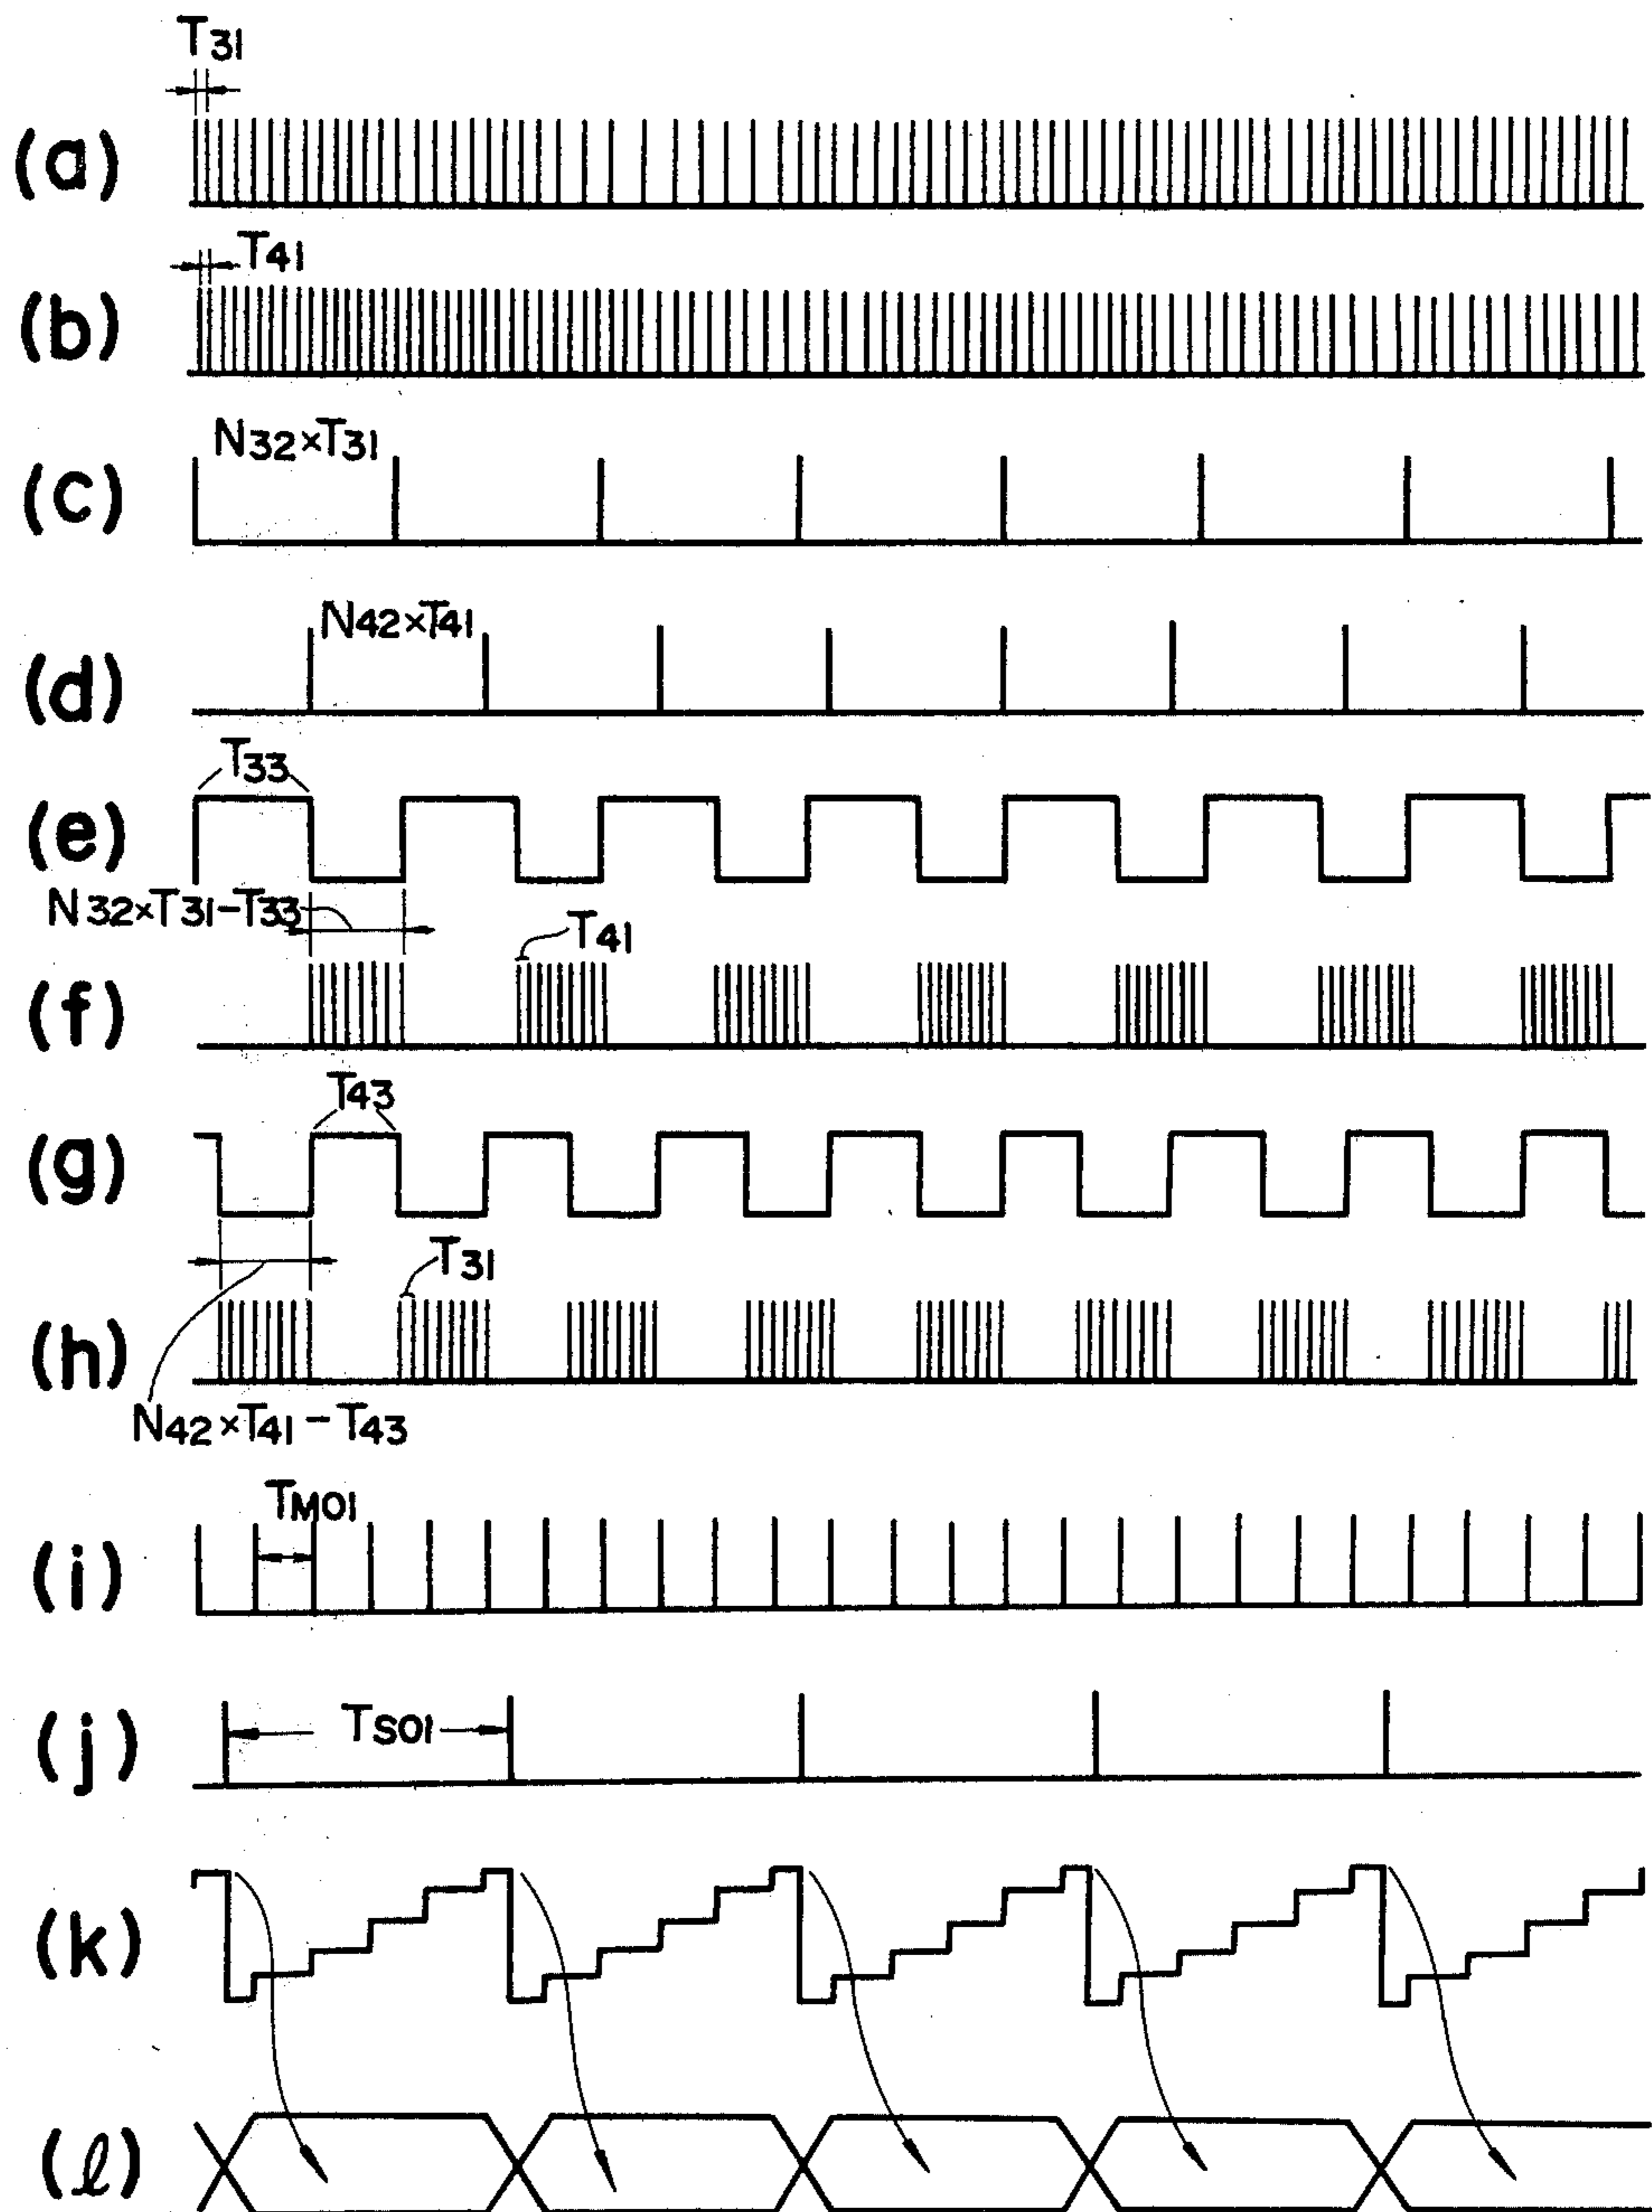 T31
(a)
T41
(b)
N32×T31
(c)
N42×T41
(d)
T33
(e)
N32×T31-T33
T41
(f)
T43
(g)
T31
(h)
N42×T41-T43
TM01
(i)
TS01
(j)
(k)
(ℓ)